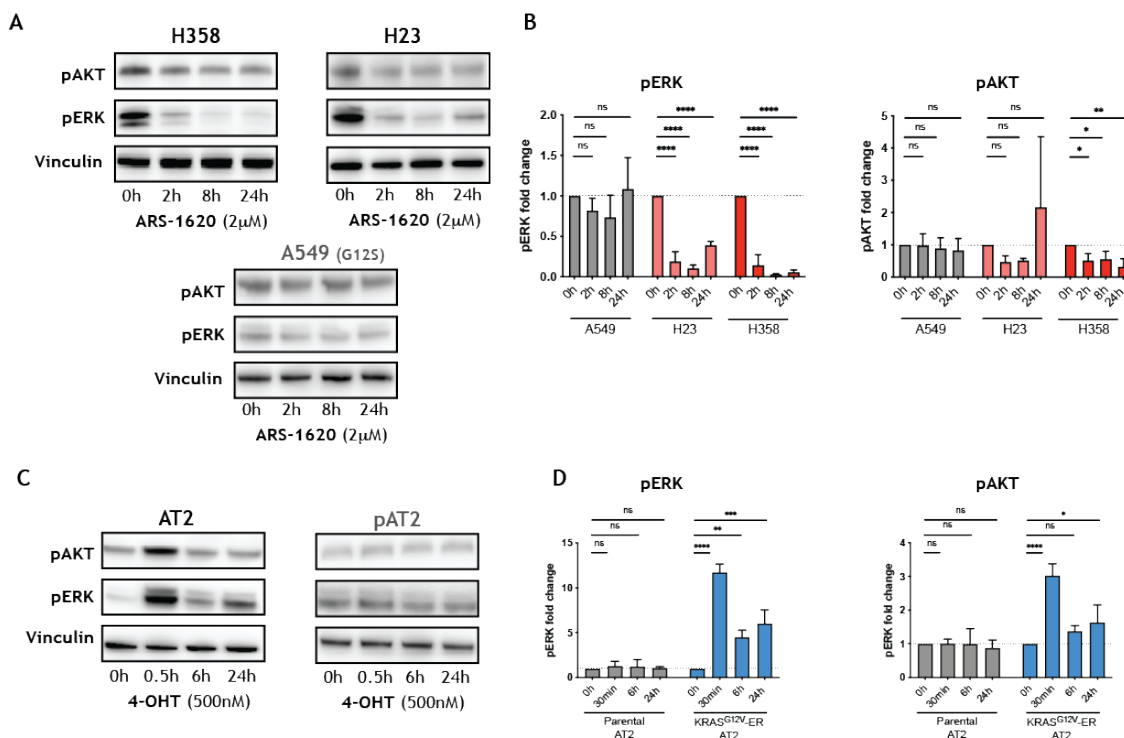 A
H358
H23
pAKT
pERK
Vinculin
0h 2h 8h 24h
0h 2h 8h 24h
ARS-1620 (2μM)
ARS-1620 (2μM)
A549 (G12S)
pAKT
pERK
Vinculin
0h 2h 8h 24h
ARS-1620 (2μM)
B
pERK
ns
ns
ns
****
****
****
****
****
****
pERK fold change
2.0
1.5
1.0
0.5
0.0
0h 2h 8h 24h
0h 2h 8h 24h
0h 2h 8h 24h
A549
H23
H358
pAKT
ns
ns
ns
ns
ns
ns
**
*
*
pAKT fold change
5
4
3
2
1
0
0h 2h 8h 24h
0h 2h 8h 24h
0h 2h 8h 24h
A549
H23
H358
C
AT2
pAT2
pAKT
pERK
Vinculin
0h 0.5h 6h 24h
0h 0.5h 6h 24h
4-OHT (500nM)
4-OHT (500nM)
D
pERK
ns
ns
ns
***
**
****
pERK fold change
15
10
5
0
0h 30min 6h 24h
0h 30min 6h 24h
Parental
AT2
KRASG12V-ER
AT2
pAKT
ns
ns
ns
*
ns
****
pERK fold change
4
3
2
1
0
0h 30min 6h 24h
0h 30min 6h 24h
Parental
AT2
KRASG12V-ER
AT2